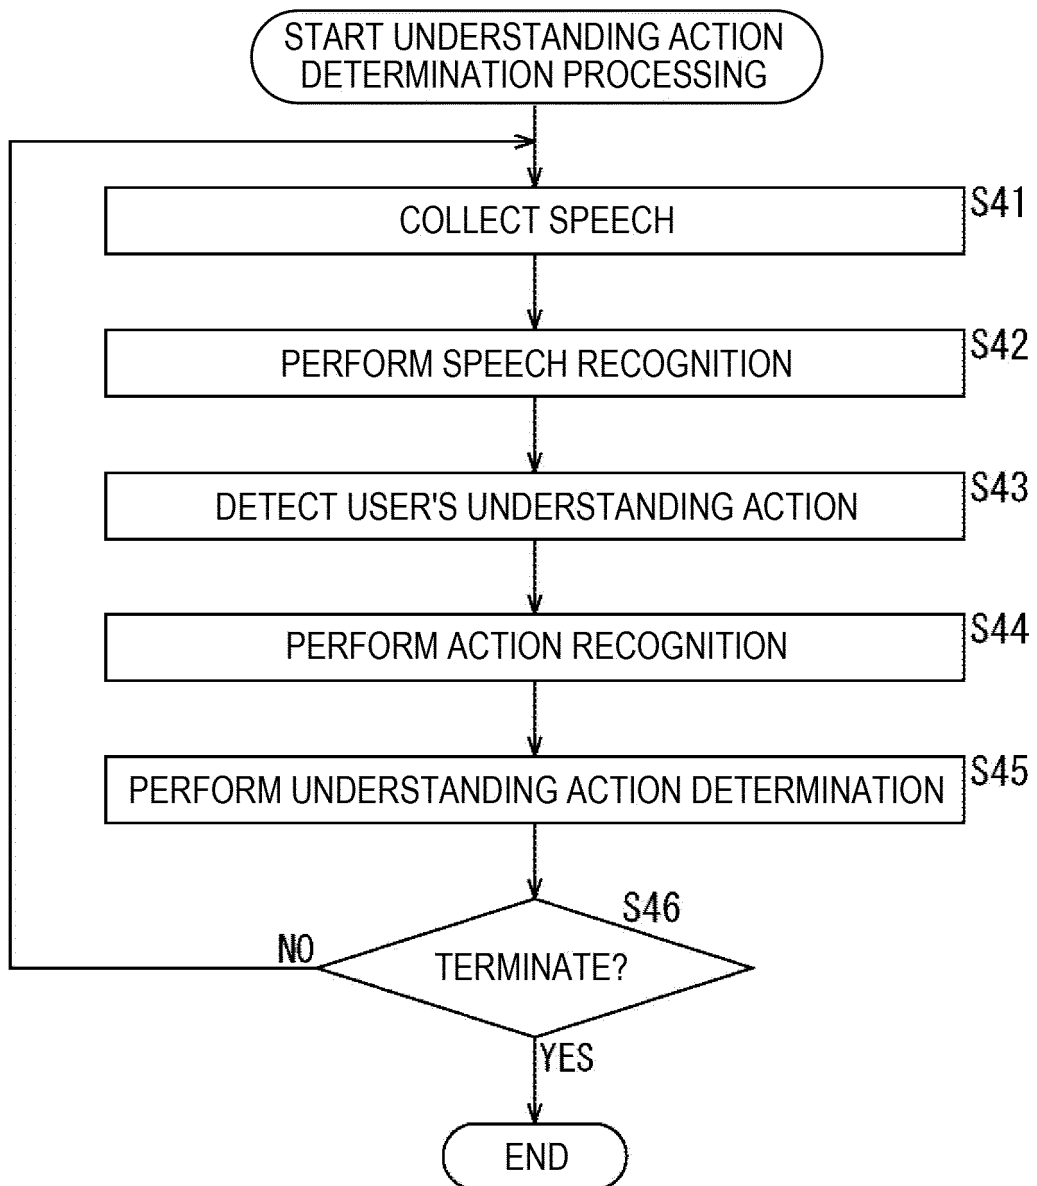 START UNDERSTANDING ACTION
DETERMINATION PROCESSING
COLLECT SPEECH
S41
PERFORM SPEECH RECOGNITION
S42
DETECT USER'S UNDERSTANDING ACTION
S43
PERFORM ACTION RECOGNITION
S44
PERFORM UNDERSTANDING ACTION DETERMINATION
S45
S46
NO
TERMINATE?
YES
END